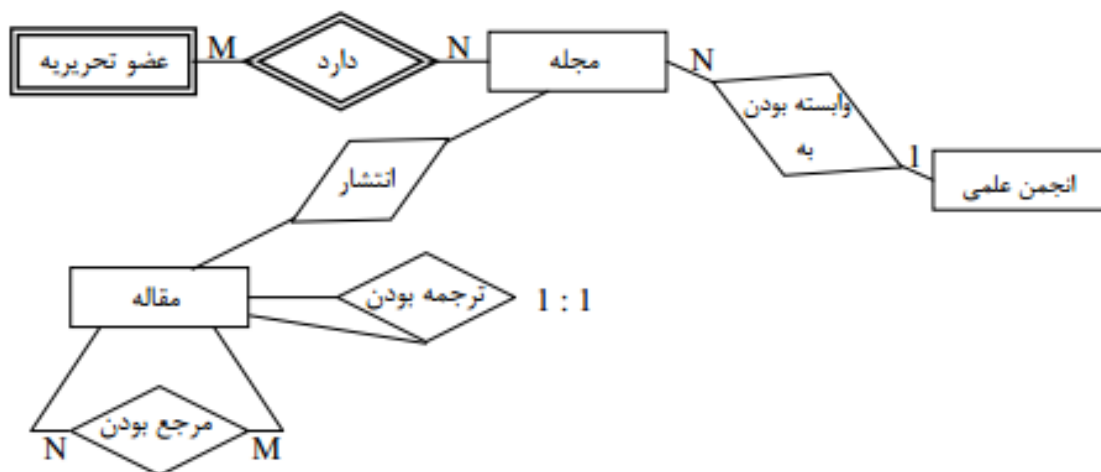 عضو تحریریه
M
دارد
N
مجله
N
وابسته بودن
به
1
انجمن علمی
انتشار
مقاله
ترجمه بودن
1 : 1
N
مرجع بودن
M